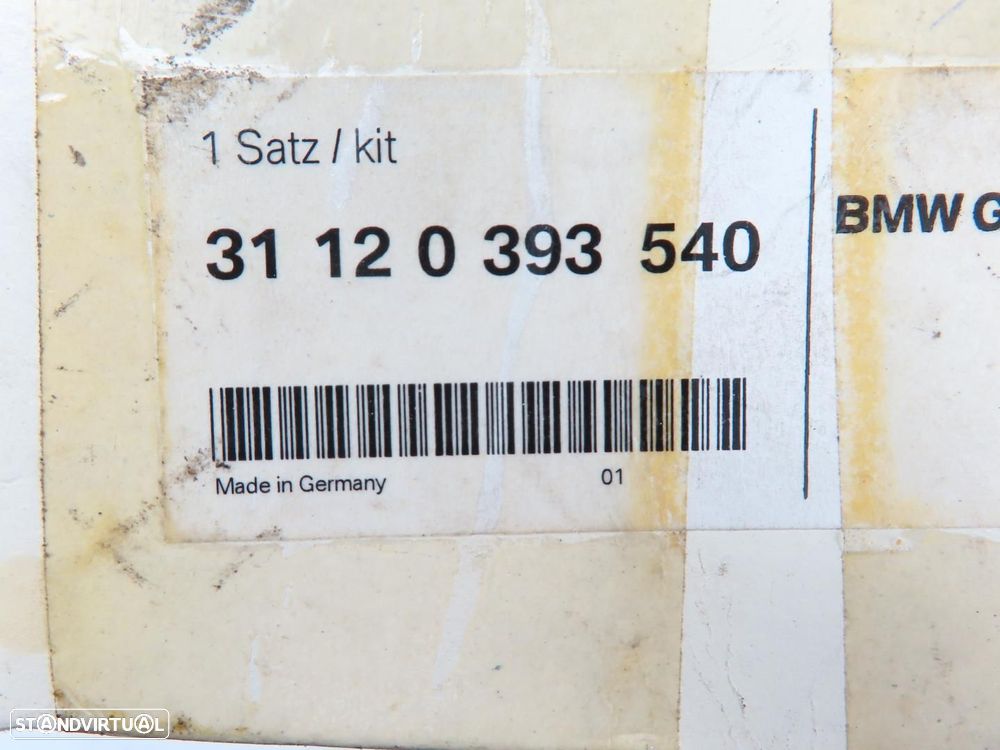 1 Satz / kit
31 12 0 393 540
BMW G
Made in Germany 01
STANDVIRTUAL